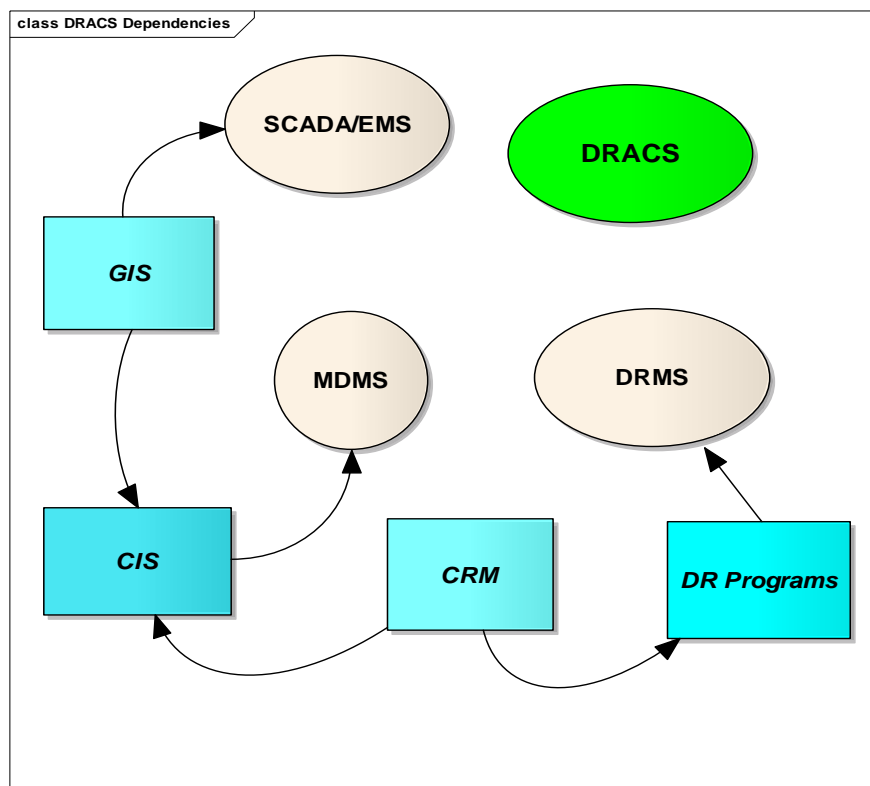 class DRACS Dependencies
SCADA/EMS
DRACS
GIS
MDMS
DRMS
CIS
CRM
DR Programs